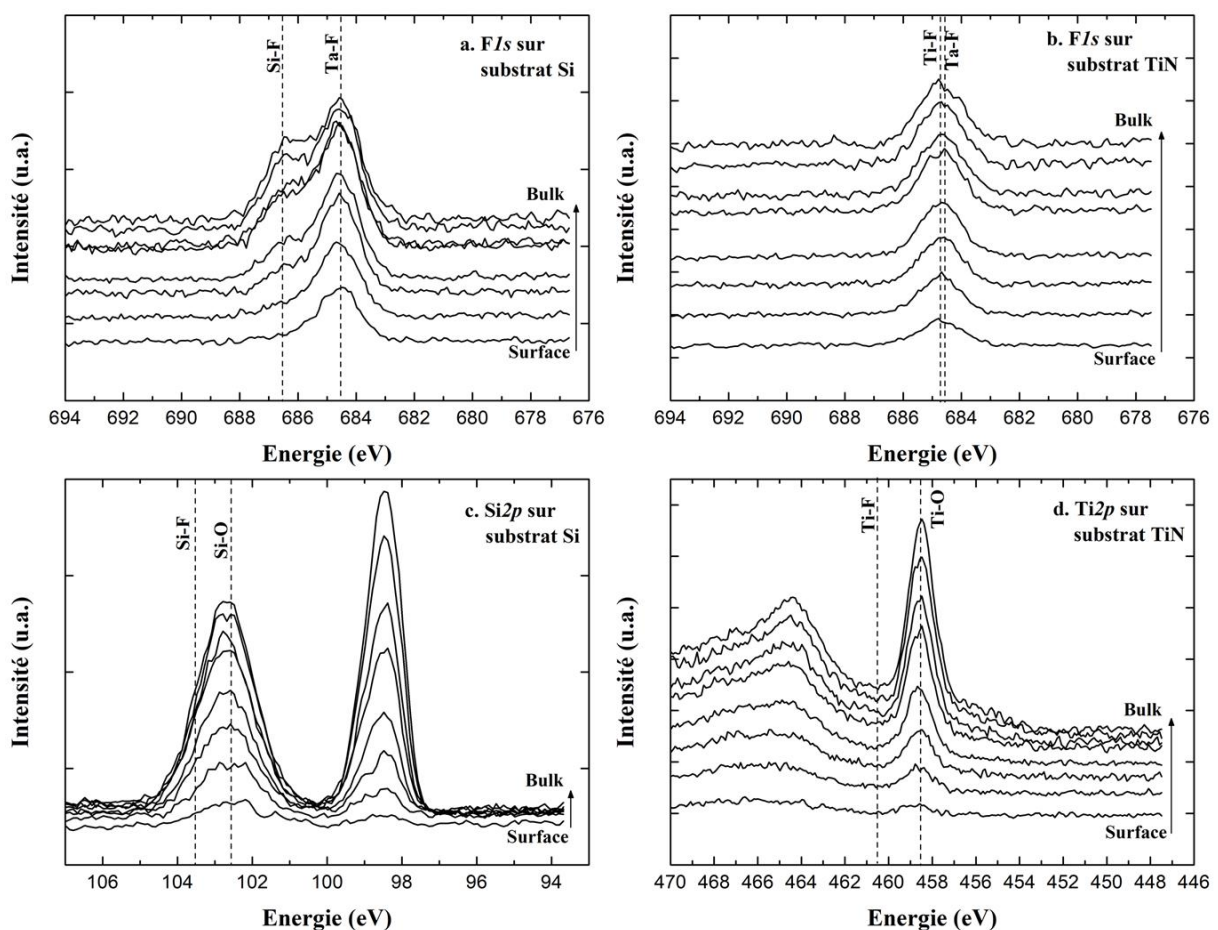 a. F1s sur
substrat Si
Si-F
Ta-F
Bulk
Surface
Intensité (u.a.)
694 692 690 688 686 684 682 680 678 676
Energie (eV)
b. F1s sur
substrat TiN
Ti-F
Ta-F
Bulk
Surface
Intensité (u.a.)
694 692 690 688 686 684 682 680 678 676
Energie (eV)
c. Si2p sur
substrat Si
Si-F
Si-O
Bulk
Surface
Intensité (u.a.)
106 104 102 100 98 96 94
Energie (eV)
d. Ti2p sur
substrat TiN
Ti-F
Ti-O
Bulk
Surface
Intensité (u.a.)
470 468 466 464 462 460 458 456 454 452 450 448 446
Energie (eV)